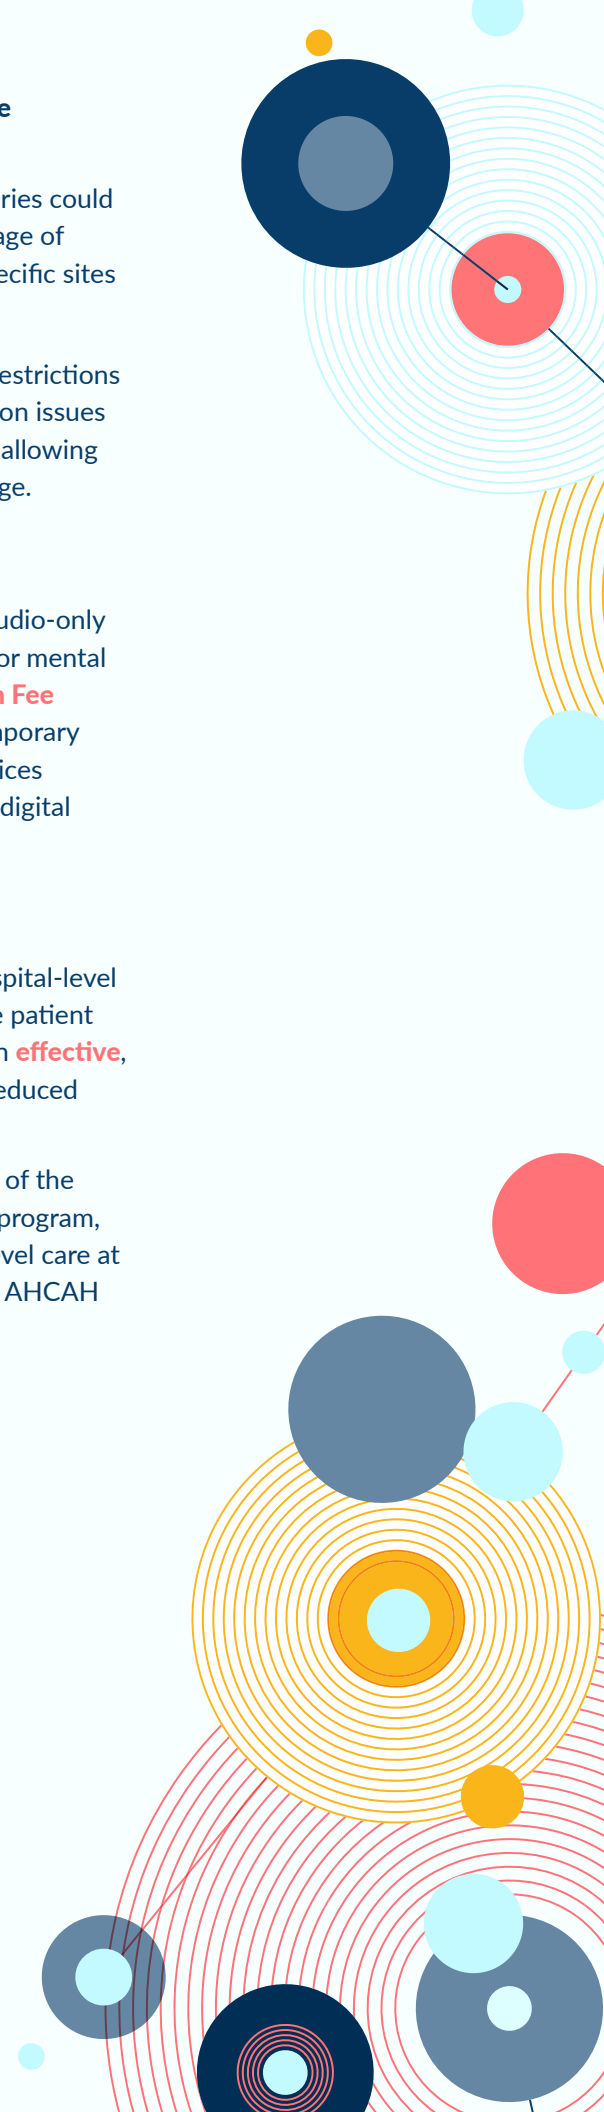 e
ries could
age of
ecific sites
estrictions
on issues
allowing
ge.
udio-only
or mental
n Fee
nporary
ices
digital
spital-level
e patient
n effective,
educed
of the
program,
evel care at
AHCAH